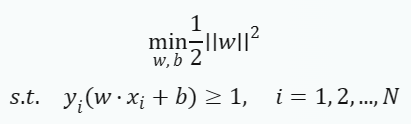 min 1/2 ||w||²
w, b
s.t. yᵢ(w · xᵢ + b) ≥ 1, i = 1, 2, ..., N